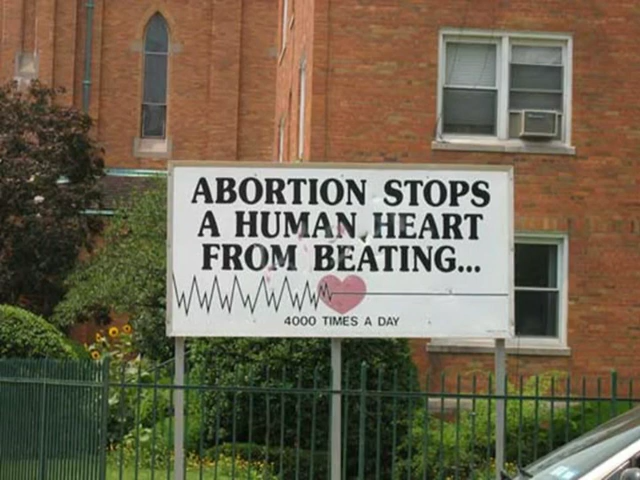 ABORTION STOPS
A HUMAN HEART
FROM BEATING...
4000 TIMES A DAY